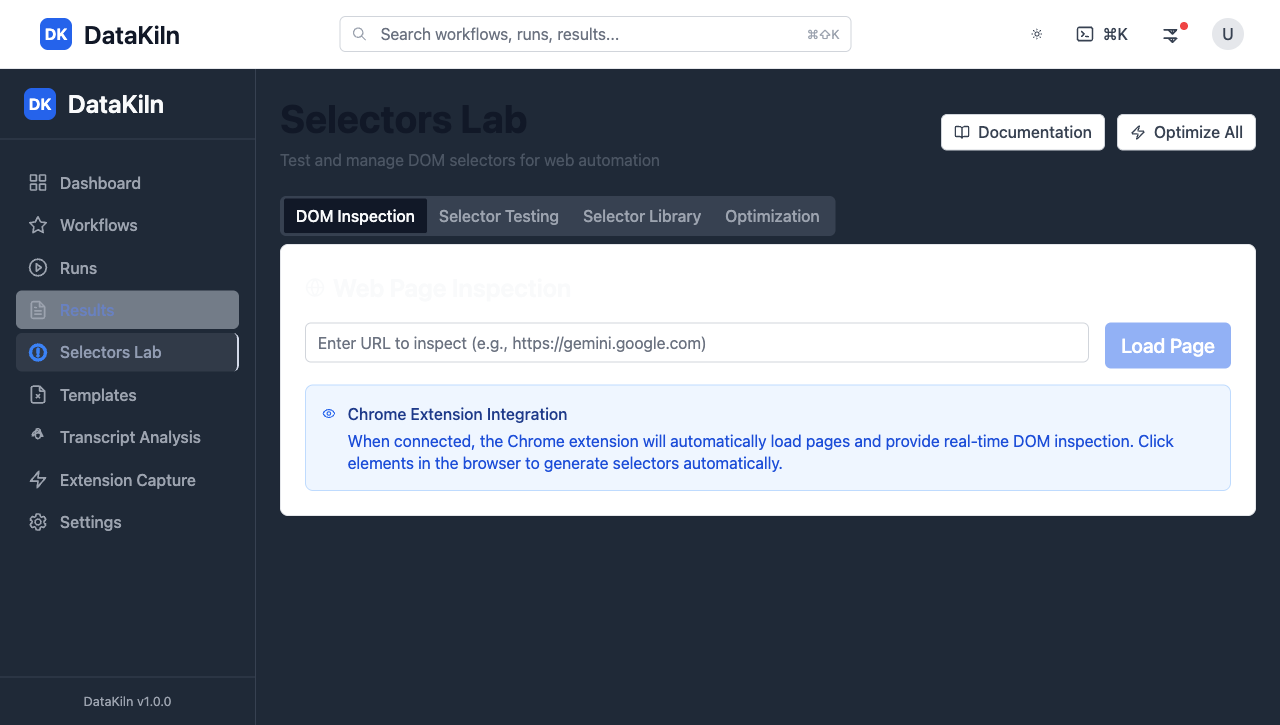 DK DataKiln
Search workflows, runs, results... ⌘⇧K
⌘K
U
DK DataKiln
Dashboard
Workflows
Runs
Results
Selectors Lab
Templates
Transcript Analysis
Extension Capture
Settings
DataKiln v1.0.0
Selectors Lab
Test and manage DOM selectors for web automation
Documentation
Optimize All
DOM Inspection Selector Testing Selector Library Optimization
Web Page Inspection
Enter URL to inspect (e.g., https://gemini.google.com)
Load Page
Chrome Extension Integration
When connected, the Chrome extension will automatically load pages and provide real-time DOM inspection. Click
elements in the browser to generate selectors automatically.